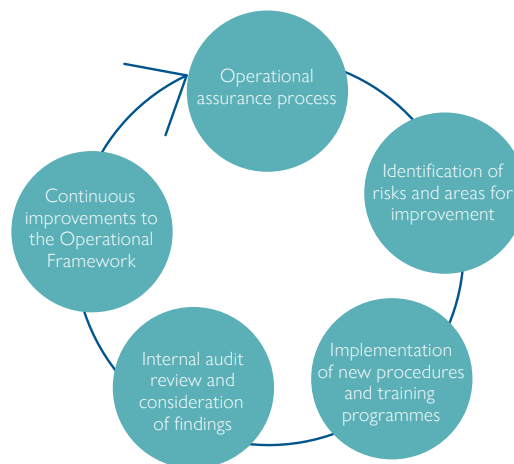 Operational
assurance process
Identification of
risks and areas for
improvement
Implementation
of new procedures
and training
programmes
Internal audit
review and
consideration
of findings
Continuous
improvements to
the Operational
Framework